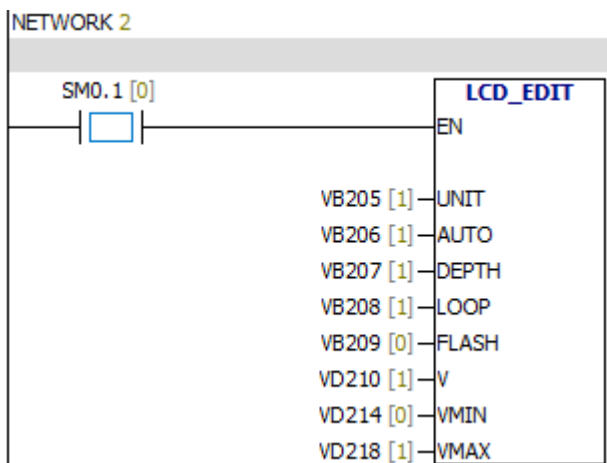 NETWORK 2
SM0.1 [0]
LCD_EDIT
EN
VB205 [1] UNIT
VB206 [1] AUTO
VB207 [1] DEPTH
VB208 [1] LOOP
VB209 [0] FLASH
VD210 [1] V
VD214 [0] VMIN
VD218 [1] VMAX